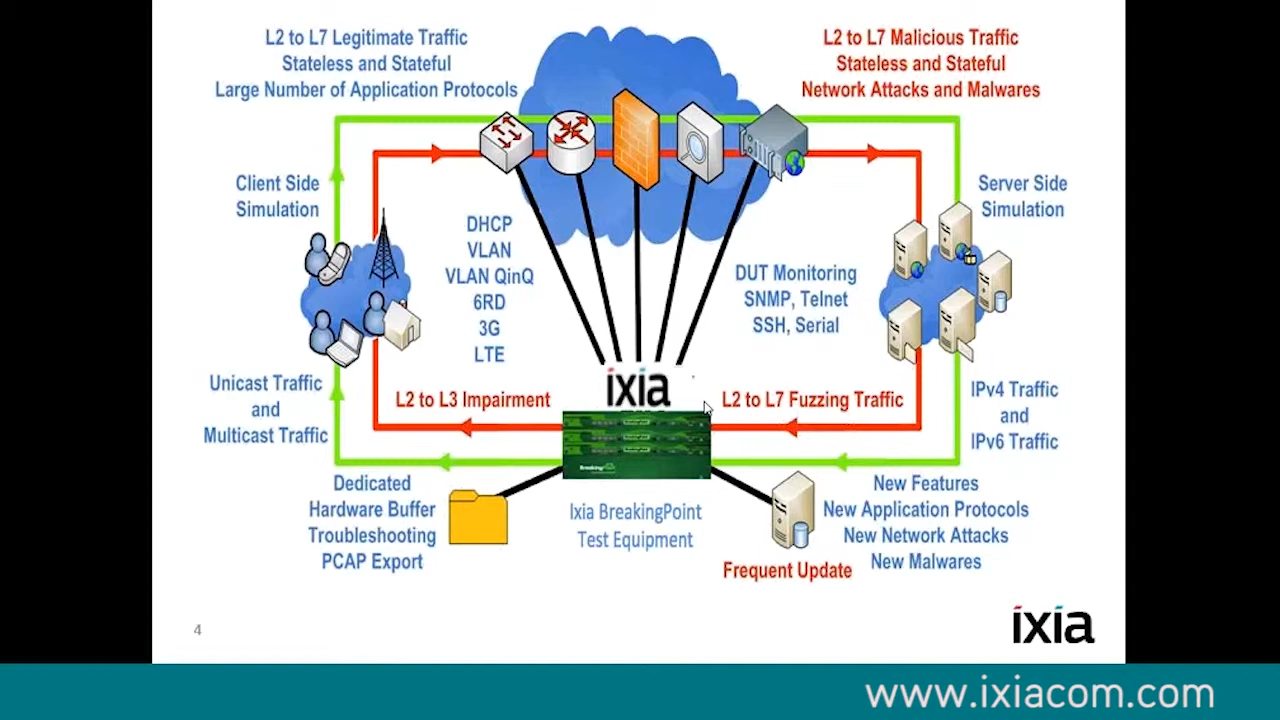 L2 to L7 Legitimate Traffic
Stateless and Stateful
Large Number of Application Protocols
L2 to L7 Malicious Traffic
Stateless and Stateful
Network Attacks and Malwares
Client Side
Simulation
Server Side
Simulation
DHCP
VLAN
VLAN QinQ
6RD
3G
LTE
DUT Monitoring
SNMP, Telnet
SSH, Serial
ixia
Unicast Traffic
and
Multicast Traffic
L2 to L3 Impairment
L2 to L7 Fuzzing Traffic
IPv4 Traffic
and
IPv6 Traffic
Dedicated
Hardware Buffer
Troubleshooting
PCAP Export
Ixia BreakingPoint
Test Equipment
New Features
New Application Protocols
New Network Attacks
New Malwares
Frequent Update
4
ixia
www.ixiacom.com